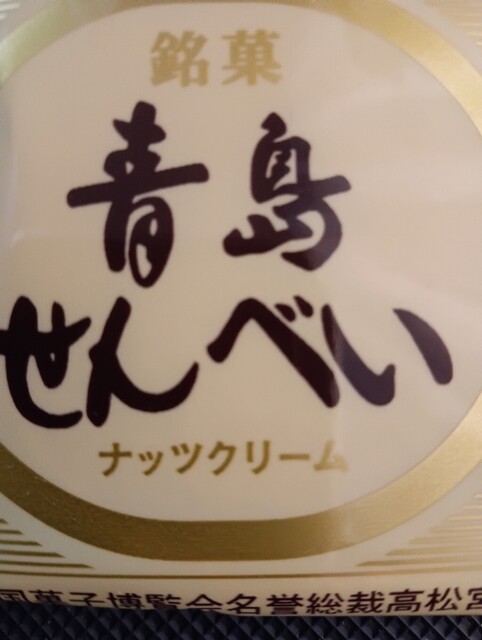 銘菓
青島
せんべい
ナッツクリーム
国菓子博覧会名誉総裁高松宮